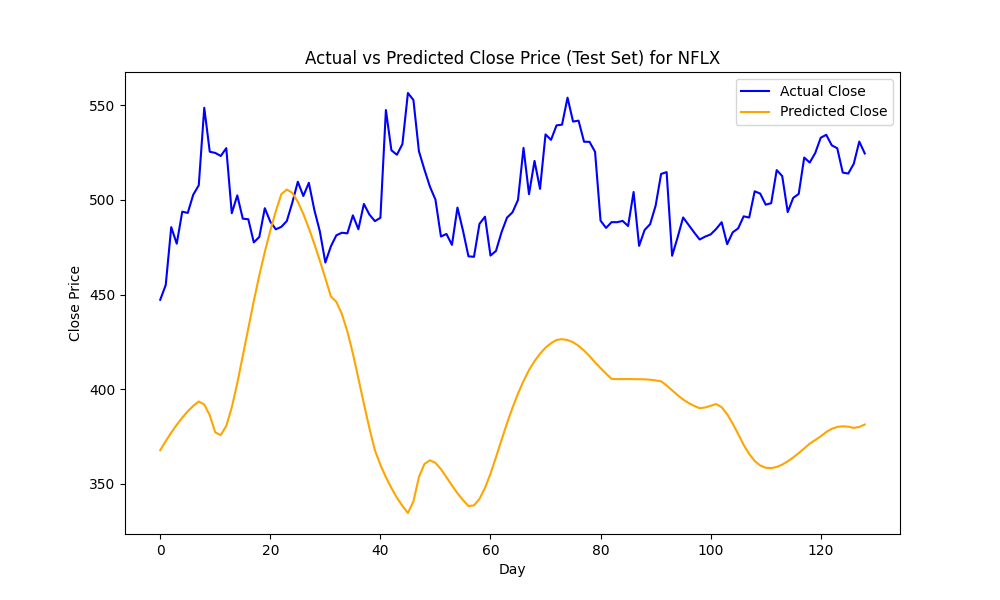 Actual vs Predicted Close Price (Test Set) for NFLX
Actual Close
Predicted Close
550
500
450
400
350
Close Price
0 20 40 60 80 100 120
Day